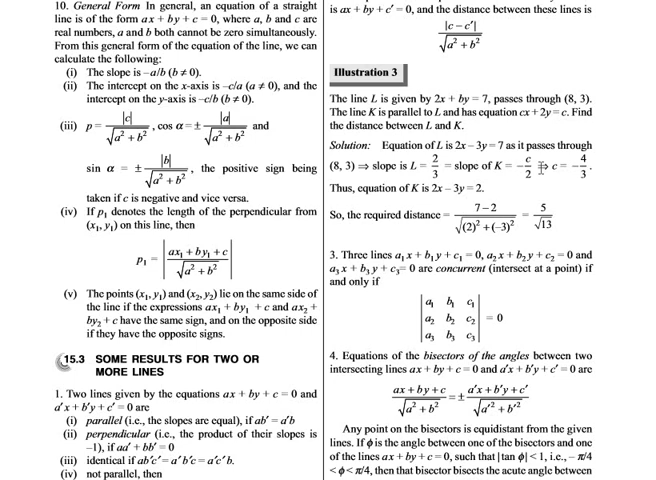 10. General Form In general, an equation of a straight
line is of the form ax + by + c = 0, where a, b and c are
real numbers, a and b both cannot be zero simultaneously.
From this general form of the equation of the line, we can
calculate the following:
(i) The slope is –a/b (b ≠ 0).
(ii) The intercept on the x-axis is –c/a (a ≠ 0), and the
intercept on the y-axis is –c/b (b ≠ 0).
(iii) p = |c| / √(a² + b²), cos α = ± |a| / √(a² + b²) and
sin α = ± |b| / √(a² + b²), the positive sign being
taken if c is negative and vice versa.
(iv) If p₁ denotes the length of the perpendicular from
(x₁, y₁) on this line, then
p₁ = | (ax₁ + by₁ + c) / √(a² + b²) |
(v) The points (x₁, y₁) and (x₂, y₂) lie on the same side of
the line if the expressions ax₁ + by₁ + c and ax₂ +
by₂ + c have the same sign, and on the opposite side
if they have the opposite signs.
15.3 SOME RESULTS FOR TWO OR
MORE LINES
1. Two lines given by the equations ax + by + c = 0 and
a′x + b′y + c′ = 0 are
(i) parallel (i.e., the slopes are equal), if ab′ = a′b
(ii) perpendicular (i.e., the product of their slopes is
–1), if aa′ + bb′ = 0
(iii) identical if ab′c′ = a′b′c = a′c′b.
(iv) not parallel, then
is ax + by + c′ = 0, and the distance between these lines is
|c – c′| / √(a² + b²)
Illustration 3
The line L is given by 2x + by = 7, passes through (8, 3).
The line K is parallel to L and has equation cx + 2y = c. Find
the distance between L and K.
Solution: Equation of L is 2x – 3y = 7 as it passes through
(8, 3) ⇒ slope is L = 2/3 = slope of K = – c/2 ⇒ c = – 4/3.
Thus, equation of K is 2x – 3y = 2.
So, the required distance = (7 – 2) / √((2)² + (–3)²) = 5/√13
3. Three lines a₁x + b₁y + c₁ = 0, a₂x + b₂y + c₂ = 0 and
a₃x + b₃y + c₃= 0 are concurrent (intersect at a point) if
and only if
| a₁ b₁ c₁ |
| a₂ b₂ c₂ | = 0
| a₃ b₃ c₃ |
4. Equations of the bisectors of the angles between two
intersecting lines ax + by + c = 0 and a′x + b′y + c′ = 0 are
(ax + by + c) / √(a² + b²) = ± (a′x + b′y + c′) / √(a′² + b′²)
Any point on the bisectors is equidistant from the given
lines. If ϕ is the angle between one of the bisectors and one
of the lines ax + by + c = 0, such that |tan ϕ| < 1, i.e., – π/4
< ϕ < π/4, then that bisector bisects the acute angle between